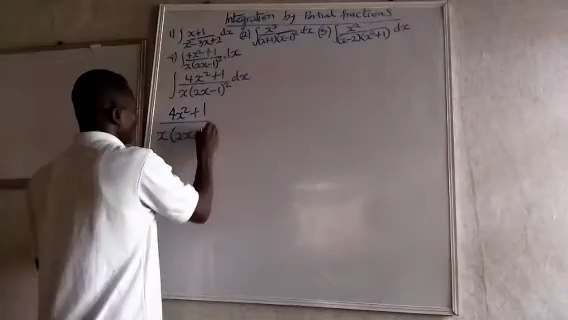 Integration by Partial fractions
1) ∫ x+1/x²-3x+2 dx (2) ∫ x²/(x+1)(x-1)² dx (3) ∫ x²/(x-2)(x²+1) dx
4) ∫ 4x²+1/x(2x-1)² dx
∫ 4x²+1/x(2x-1)² dx
4x²+1
x(2x